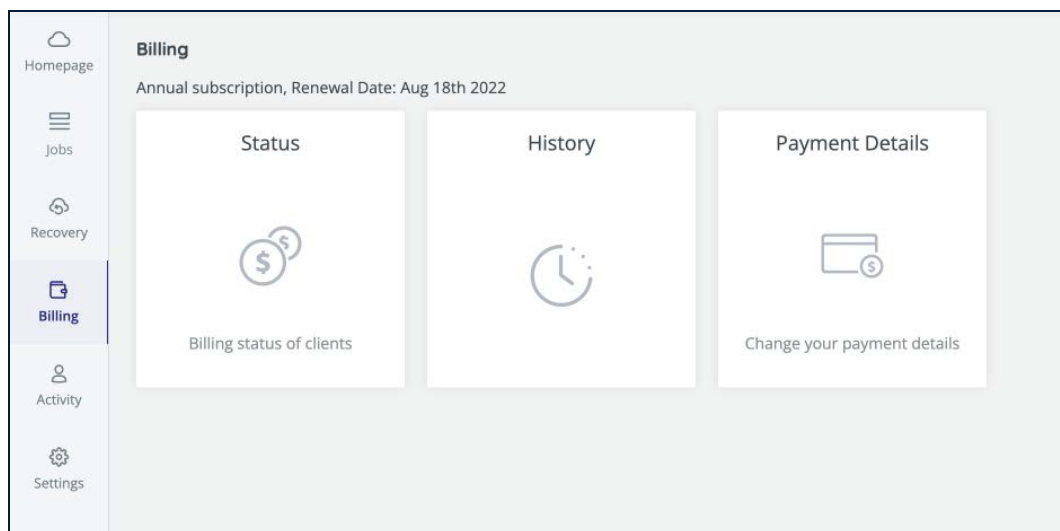 Homepage
Jobs
Recovery
Billing
Activity
Settings
Billing
Annual subscription, Renewal Date: Aug 18th 2022
Status
$
$
Billing status of clients
History
Payment Details
$
Change your payment details